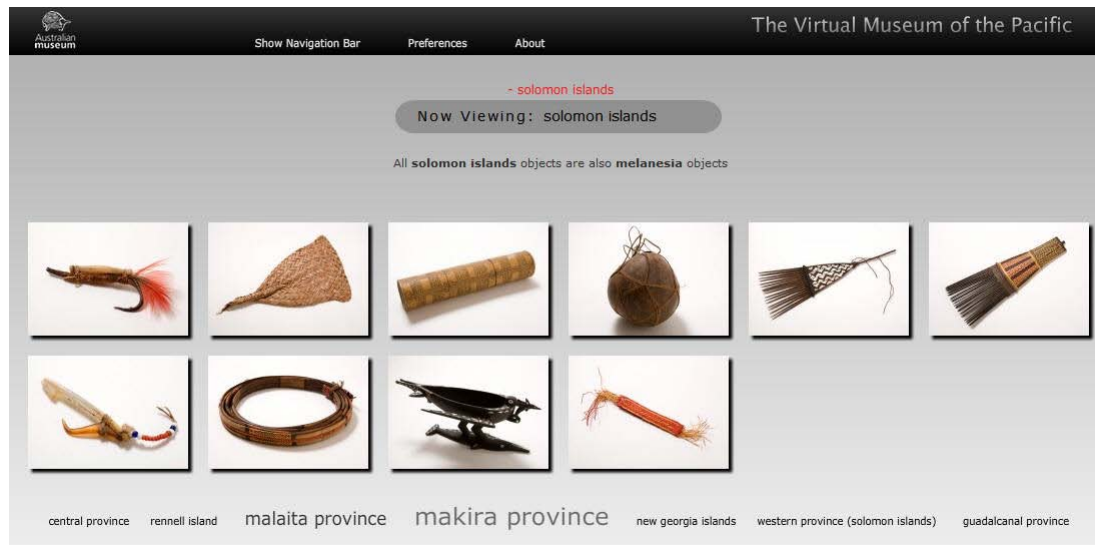 The Virtual Museum of the Pacific
Australian
museum
Show Navigation Bar Preferences About
- solomon islands
Now Viewing: solomon islands
All solomon islands objects are also melanesia objects
central province rennell island malaita province makira province new georgia islands western province (solomon islands) guadalcanal province